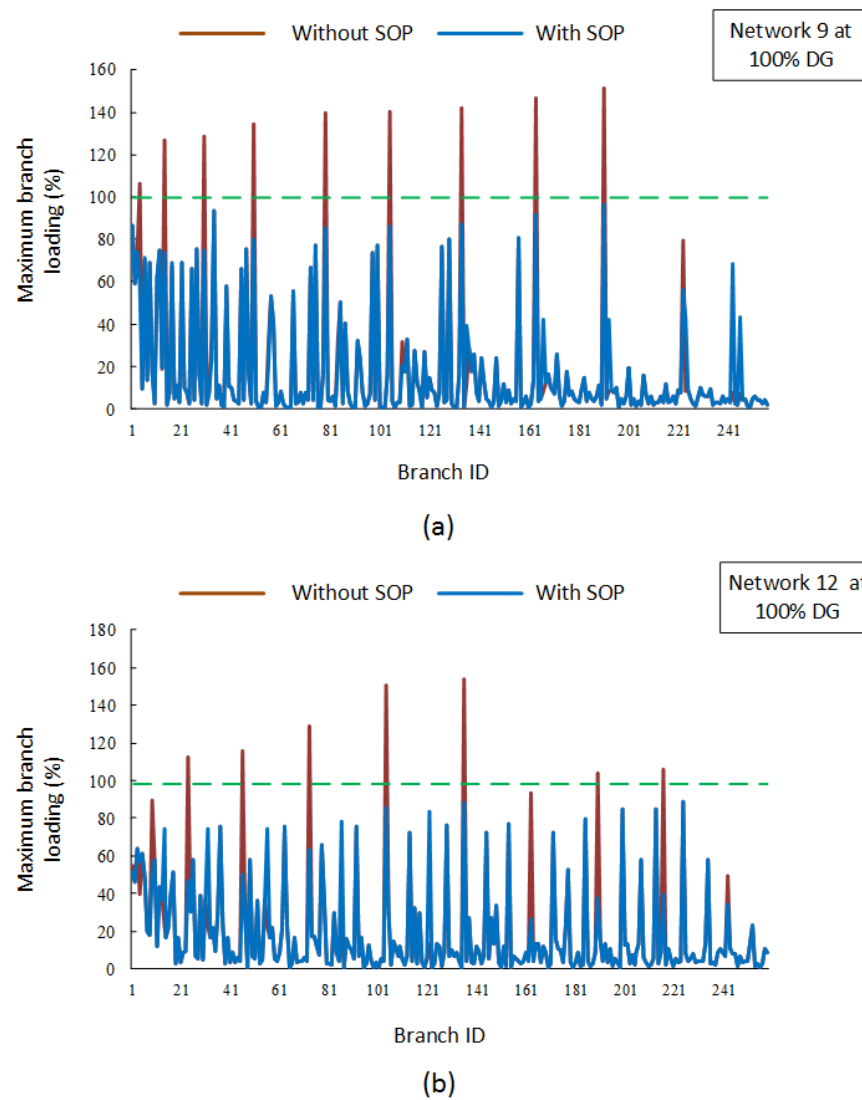 Without SOP With SOP
Network 9 at
100% DG
160
140
120
100
80
60
40
20
0
Maximum branch
loading (%)
1 21 41 61 81 101 121 141 161 181 201 221 241
Branch ID
(a)
Without SOP With SOP
Network 12 at
100% DG
180
160
140
120
100
80
60
40
20
0
Maximum branch
loading (%)
1 21 41 61 81 101 121 141 161 181 201 221 241
Branch ID
(b)